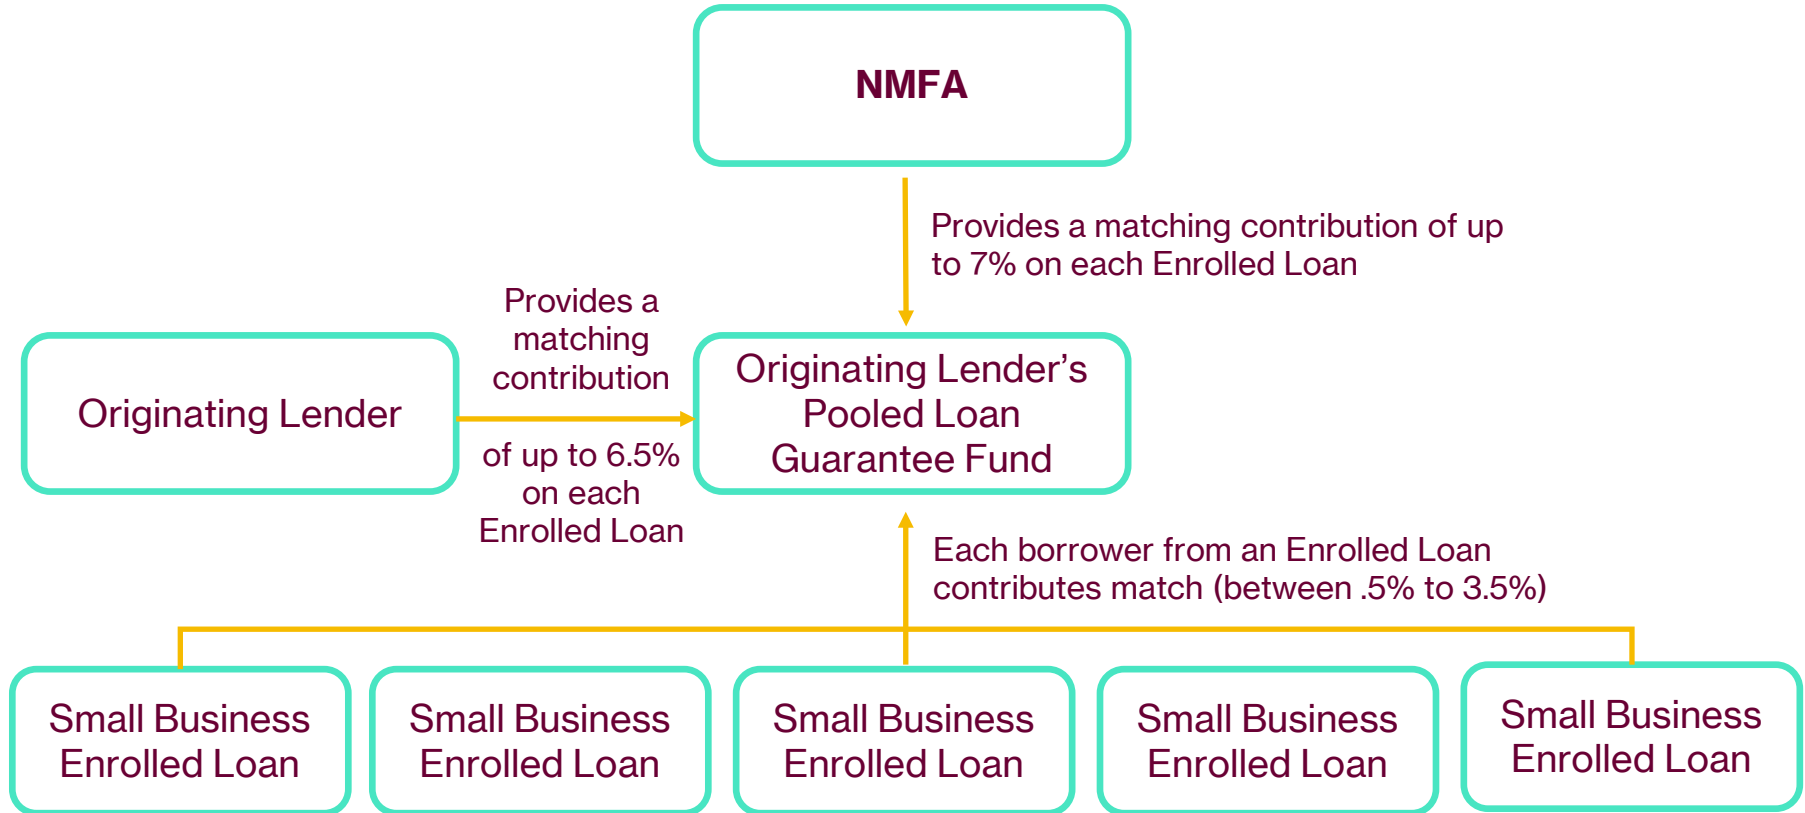 NMFA
Provides a matching contribution of up
to 7% on each Enrolled Loan
Provides a
matching
contribution
of up to 6.5%
on each
Enrolled Loan
Originating Lender
Originating Lender’s
Pooled Loan
Guarantee Fund
Each borrower from an Enrolled Loan
contributes match (between .5% to 3.5%)
Small Business
Enrolled Loan
Small Business
Enrolled Loan
Small Business
Enrolled Loan
Small Business
Enrolled Loan
Small Business
Enrolled Loan